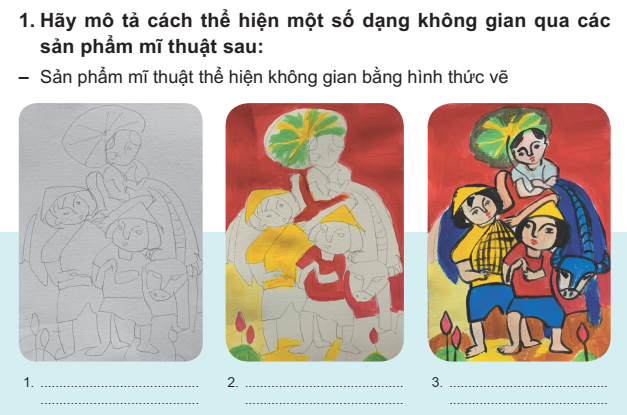 1. Hãy mô tả cách thể hiện một số dạng không gian qua các
sản phẩm mĩ thuật sau:
– Sản phẩm mĩ thuật thể hiện không gian bằng hình thức vẽ
1. ........................................ 2. ........................................ 3. ........................................
........................................ ........................................ ........................................